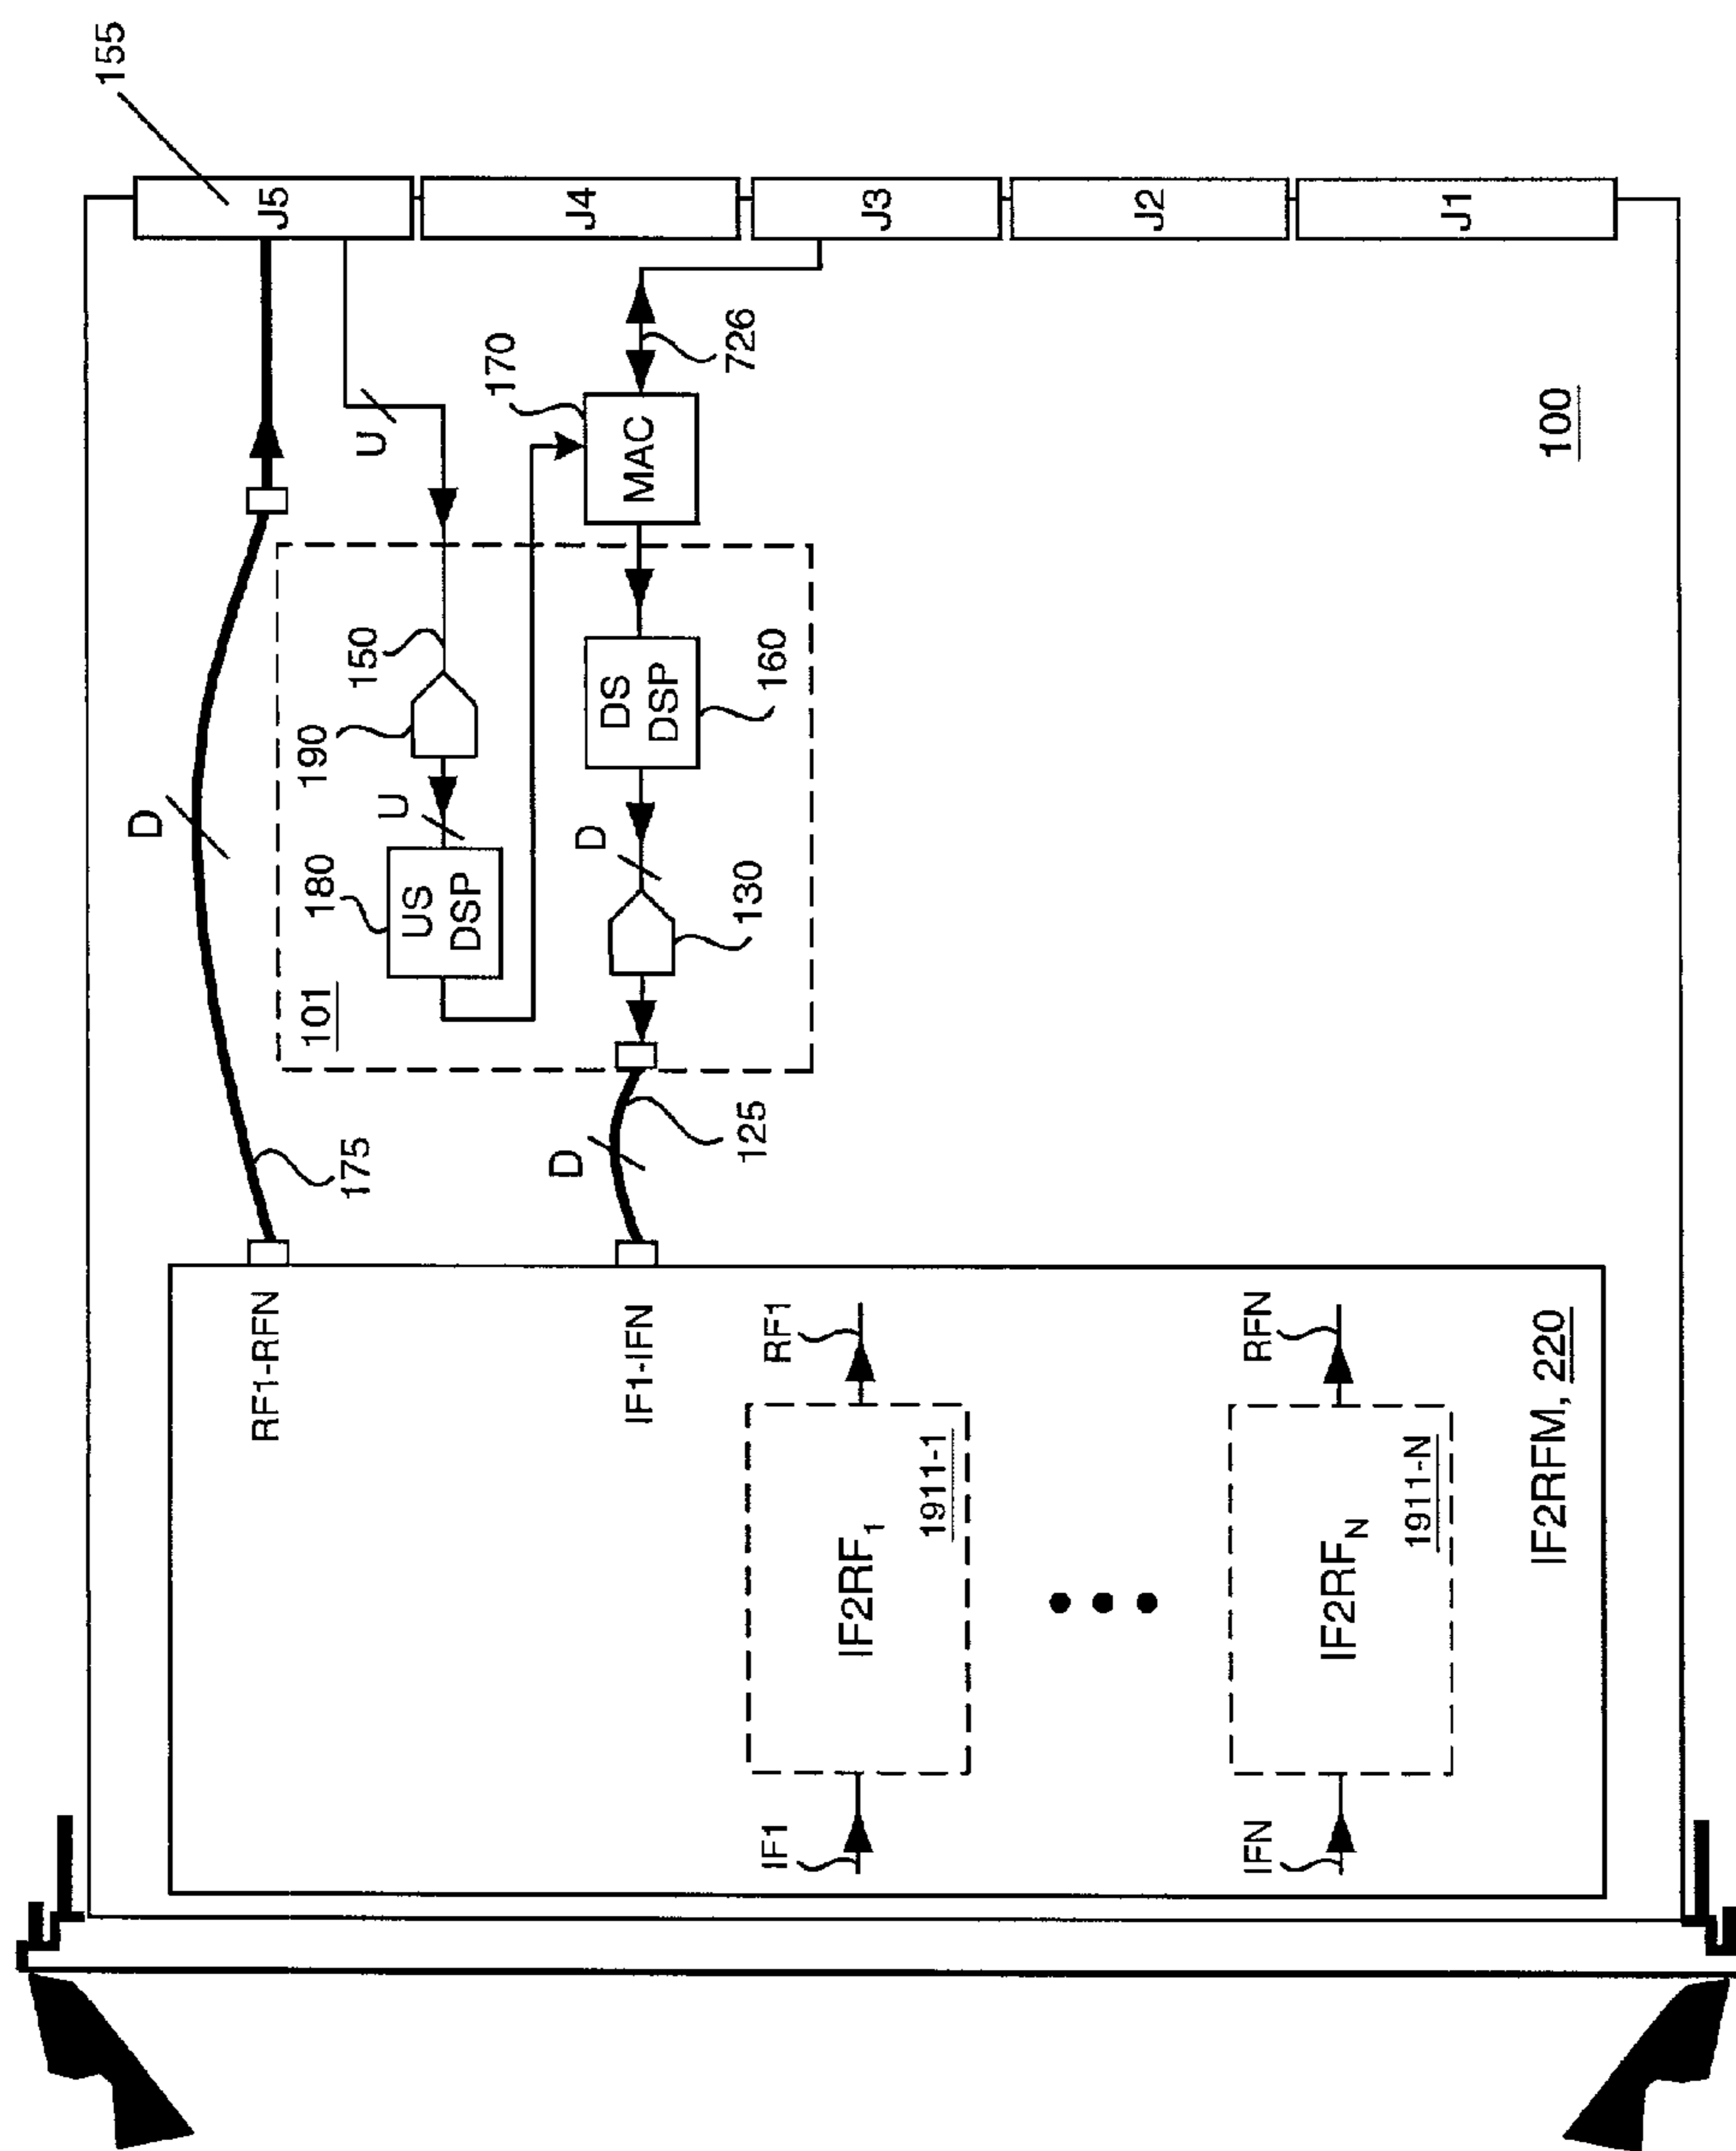 155
J5
J4
J3
J2
J1
D
U
150
190
U
180
US
DSP
101
170
MAC
726
DS
DSP
160
D
130
175
D
125
100
RF1-RFN
IF1-IFN
IF1
IF2RF1
1911-1
RF1
IFN
IF2RFN
1911-N
RFN
IF2RFM, 220